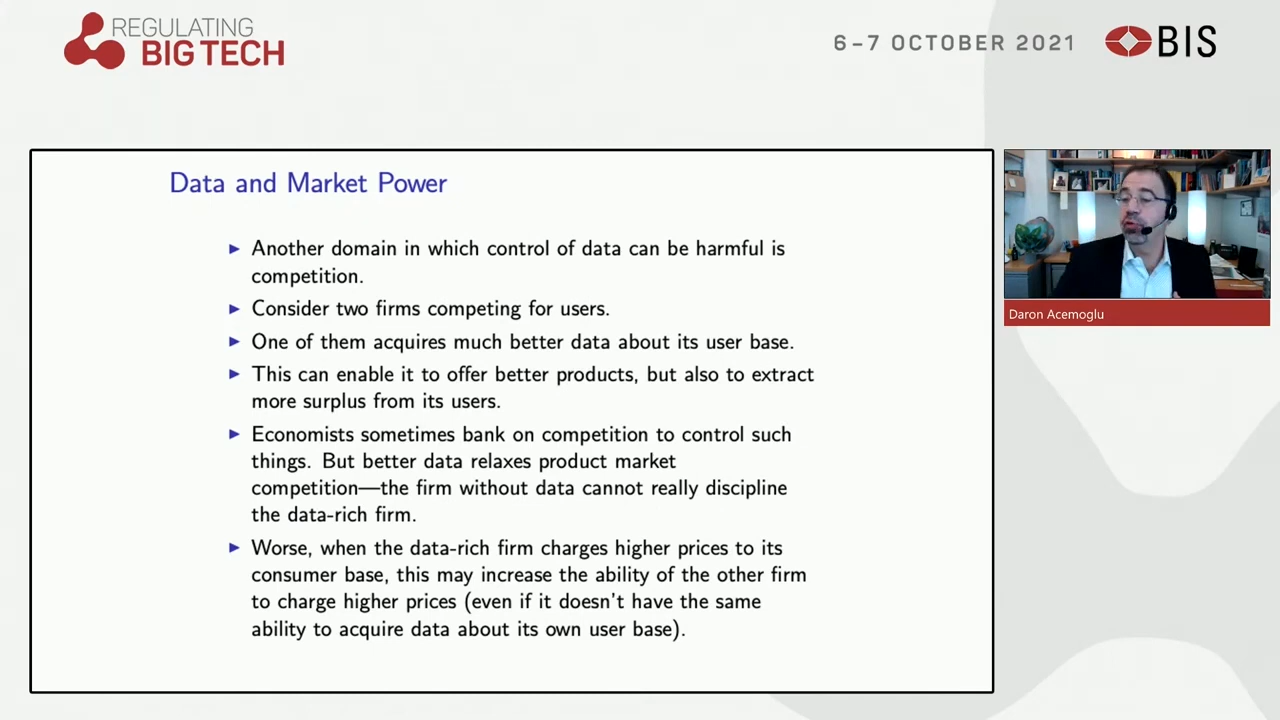 REGULATING
BIG TECH
6–7 OCTOBER 2021
BIS
Data and Market Power
Another domain in which control of data can be harmful is
competition.
Consider two firms competing for users.
One of them acquires much better data about its user base.
This can enable it to offer better products, but also to extract
more surplus from its users.
Economists sometimes bank on competition to control such
things. But better data relaxes product market
competition—the firm without data cannot really discipline
the data-rich firm.
Worse, when the data-rich firm charges higher prices to its
consumer base, this may increase the ability of the other firm
to charge higher prices (even if it doesn't have the same
ability to acquire data about its own user base).
Daron Acemoglu